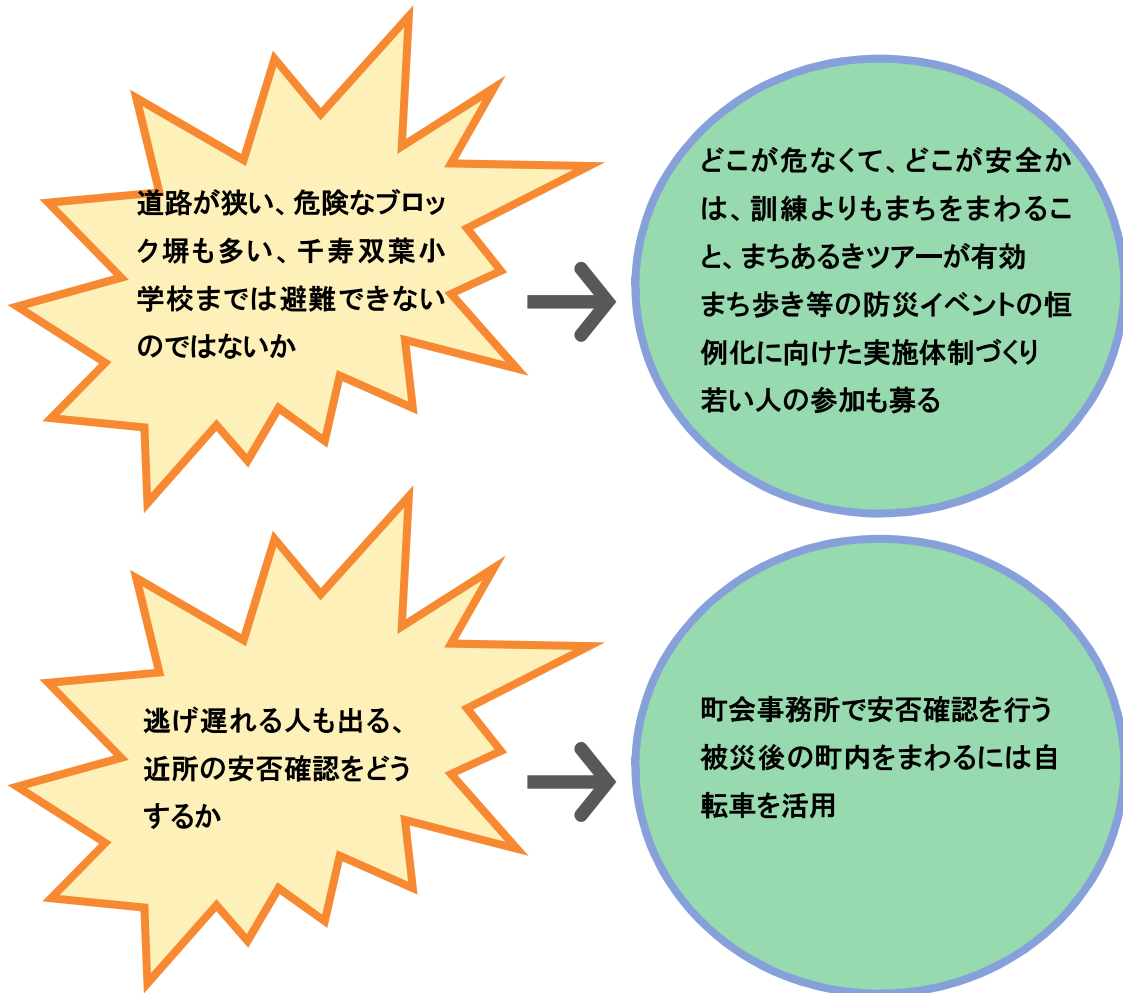 道路が狭い、危険なブロッ
ク塀も多い、千寿双葉小
学校までは避難できない
のではないか
どこが危なくて、どこが安全か
は、訓練よりもまちをまわるこ
と、まちあるきツアーが有効
まち歩き等の防災イベントの恒
例化に向けた実施体制づくり
若い人の参加も募る
逃げ遅れる人も出る、
近所の安否確認をどう
するか
町会事務所で安否確認を行う
被災後の町内をまわるには自
転車を活用